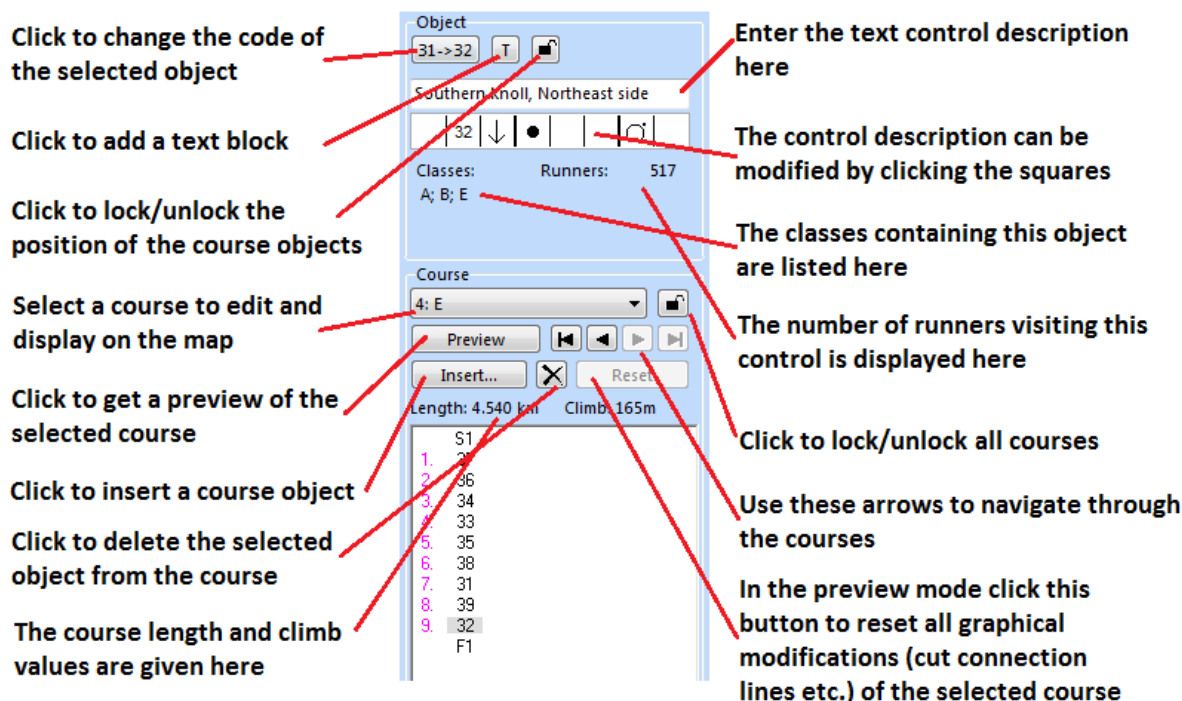 Click to change the code of
the selected object
Click to add a text block
Click to lock/unlock the
position of the course objects
Select a course to edit and
display on the map
Click to get a preview of the
selected course
Click to insert a course object
Click to delete the selected
object from the course
The course length and climb
values are given here
Object
31->32 T
Southern knoll, Northeast side
32
Classes: Runners: 517
A; B; E
Course
4: E
Preview
Insert... Reset
Length: 4.540 km Climb: 165m
S1
1.
2. 36
3. 34
4. 33
5. 35
6. 38
7. 31
8. 39
9. 32
F1
Enter the text control description
here
The control description can be
modified by clicking the squares
The classes containing this object
are listed here
The number of runners visiting this
control is displayed here
Click to lock/unlock all courses
Use these arrows to navigate through
the courses
In the preview mode click this
button to reset all graphical
modifications (cut connection
lines etc.) of the selected course